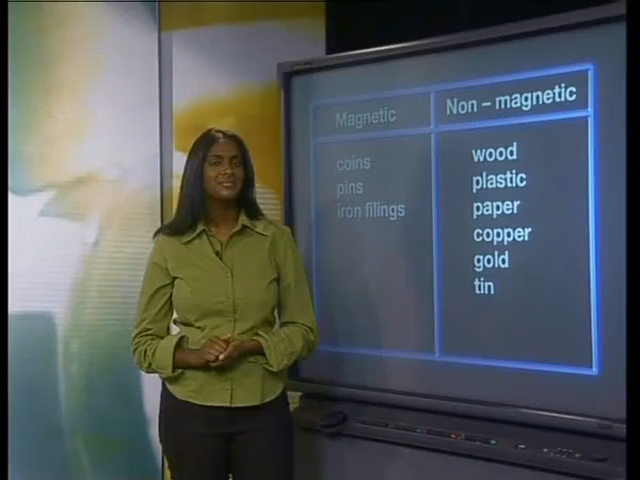 Magnetic
Non – magnetic
coins
pins
iron filings
wood
plastic
paper
copper
gold
tin